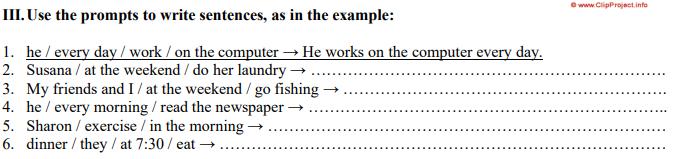 © www.ClipProject.info
III. Use the prompts to write sentences, as in the example:
1. he / every day / work / on the computer → He works on the computer every day.
2. Susana / at the weekend / do her laundry → ………………………………………………………
3. My friends and I / at the weekend / go fishing → …………………………………………………
4. he / every morning / read the newspaper → ………………………………………………………..
5. Sharon / exercise / in the morning → ………………………………………………………………
6. dinner / they / at 7:30 / eat → ………………………………………………………………………